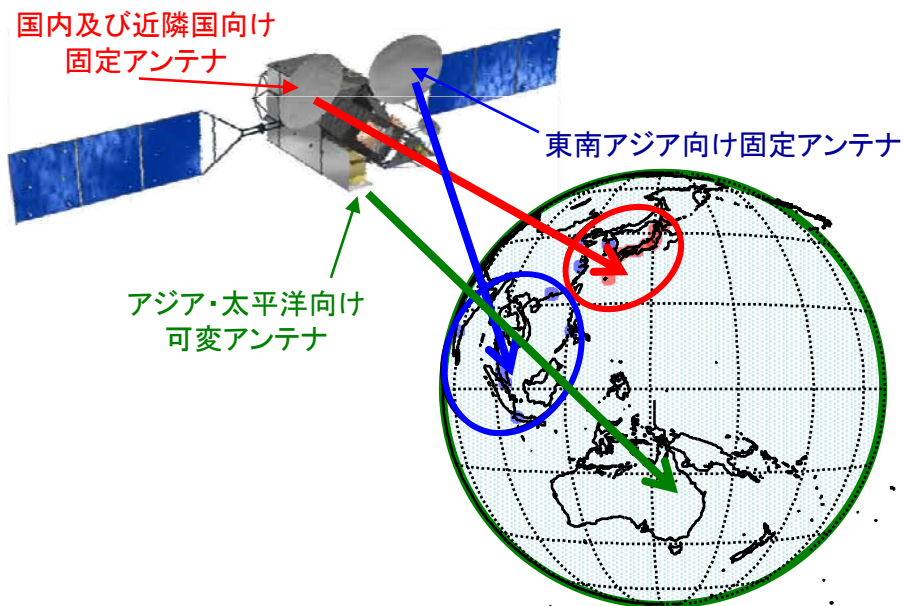 国内及び近隣国向け
固定アンテナ
東南アジア向け固定アンテナ
アジア・太平洋向け
可変アンテナ